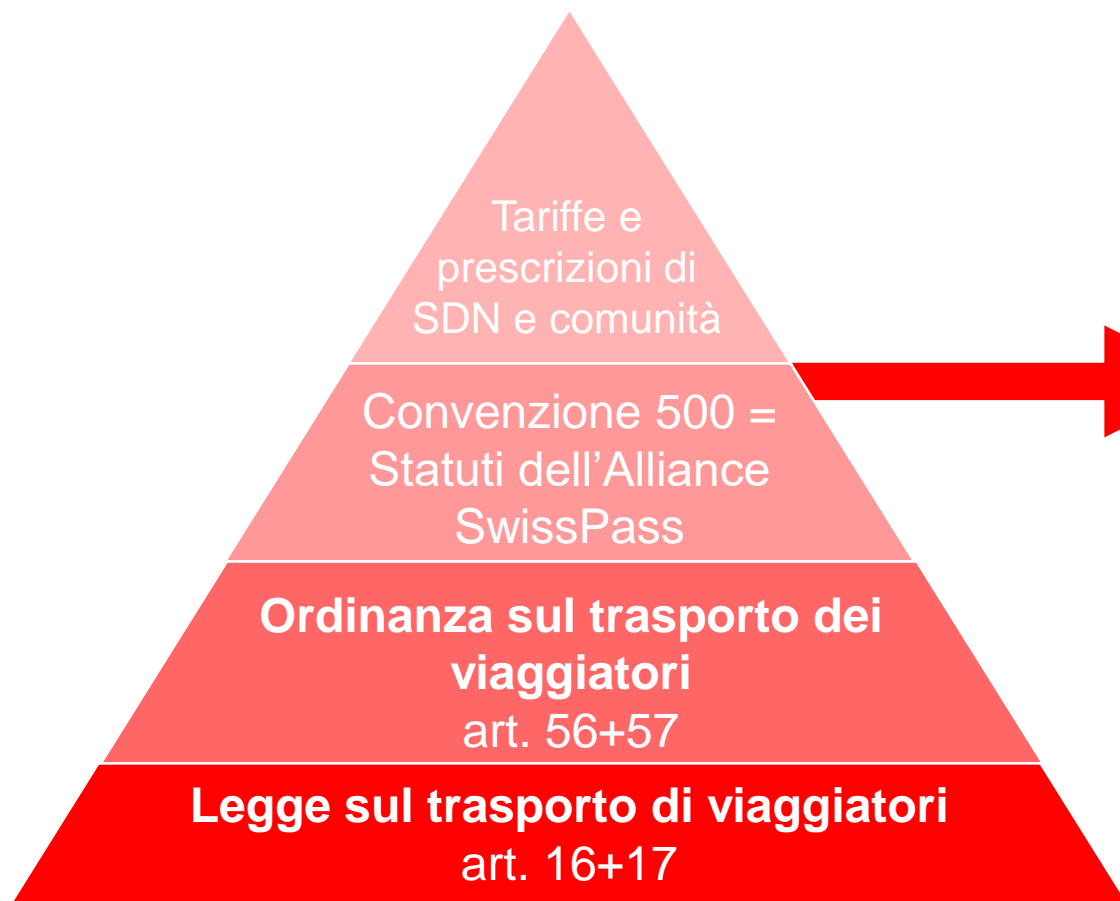 Tariffe e
prescrizioni di
SDN e comunità
Convenzione 500 =
Statuti dell’Alliance
SwissPass
Ordinanza sul trasporto dei
viaggiatori
art. 56+57
Legge sul trasporto di viaggiatori
art. 16+17